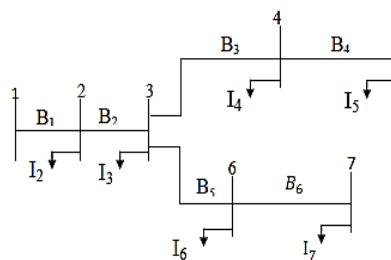 4
B₃ B₄
1 2 3
I₄ I₅
B₁ B₂
I₂ I₃
6 7
B₅ B₆
I₆ I₇